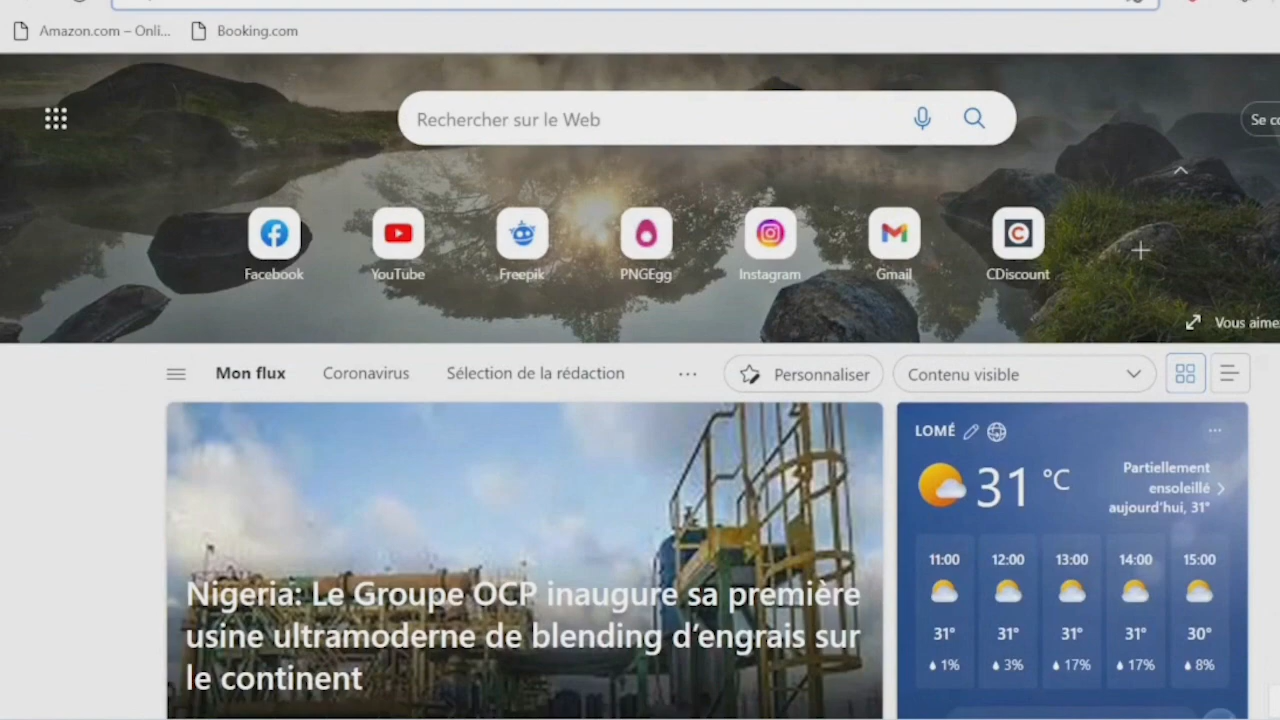 Amazon.com – Onli...
Booking.com
Rechercher sur le Web
Se co
Facebook
YouTube
Freepik
PNGEgg
Instagram
Gmail
CDiscount
Vous aime
Mon flux
Coronavirus
Sélection de la rédaction
...
Personnaliser
Contenu visible
LOMÉ
...
31 °C
Partiellement
ensoleillé
aujourd'hui, 31°
11:00 12:00 13:00 14:00 15:00
31° 31° 31° 31° 30°
1% 3% 17% 17% 8%
Nigeria: Le Groupe OCP inaugure sa première
usine ultramoderne de blending d'engrais sur
le continent